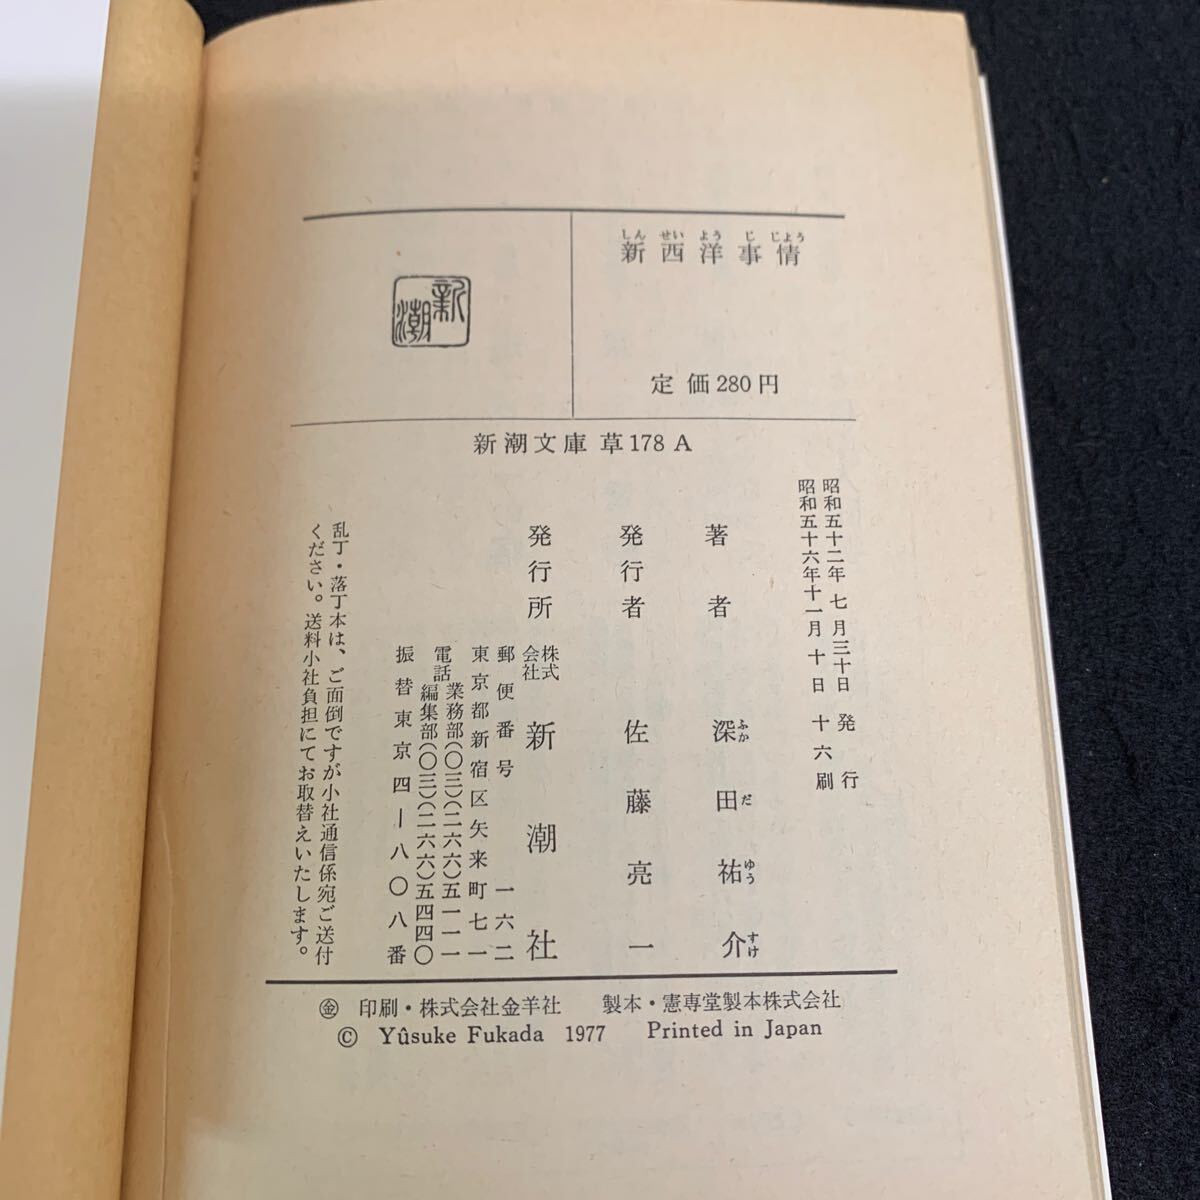 しんせいようじじょう
新西洋事情
定価280円
新潮
新潮文庫 草178A
昭和五十二年七月三十日発行
昭和五十六年十一月十日十六刷
著者 深田祐介
ふかだゆうすけ
発行者 佐藤亮一
発行所 株式会社 新潮社
郵便番号 一六二
東京都新宿区矢来町七一
電話 業務部(〇三)(二六六)五一一一
編集部(〇三)(二六六)五四四〇
振替東京四—八〇八番
乱丁・落丁本は、ご面倒ですが小社通信係宛ご送付
ください。送料小社負担にてお取替えいたします。
㊎ 印刷・株式会社金羊社 製本・憲専堂製本株式会社
© Yûsuke Fukada 1977 Printed in Japan